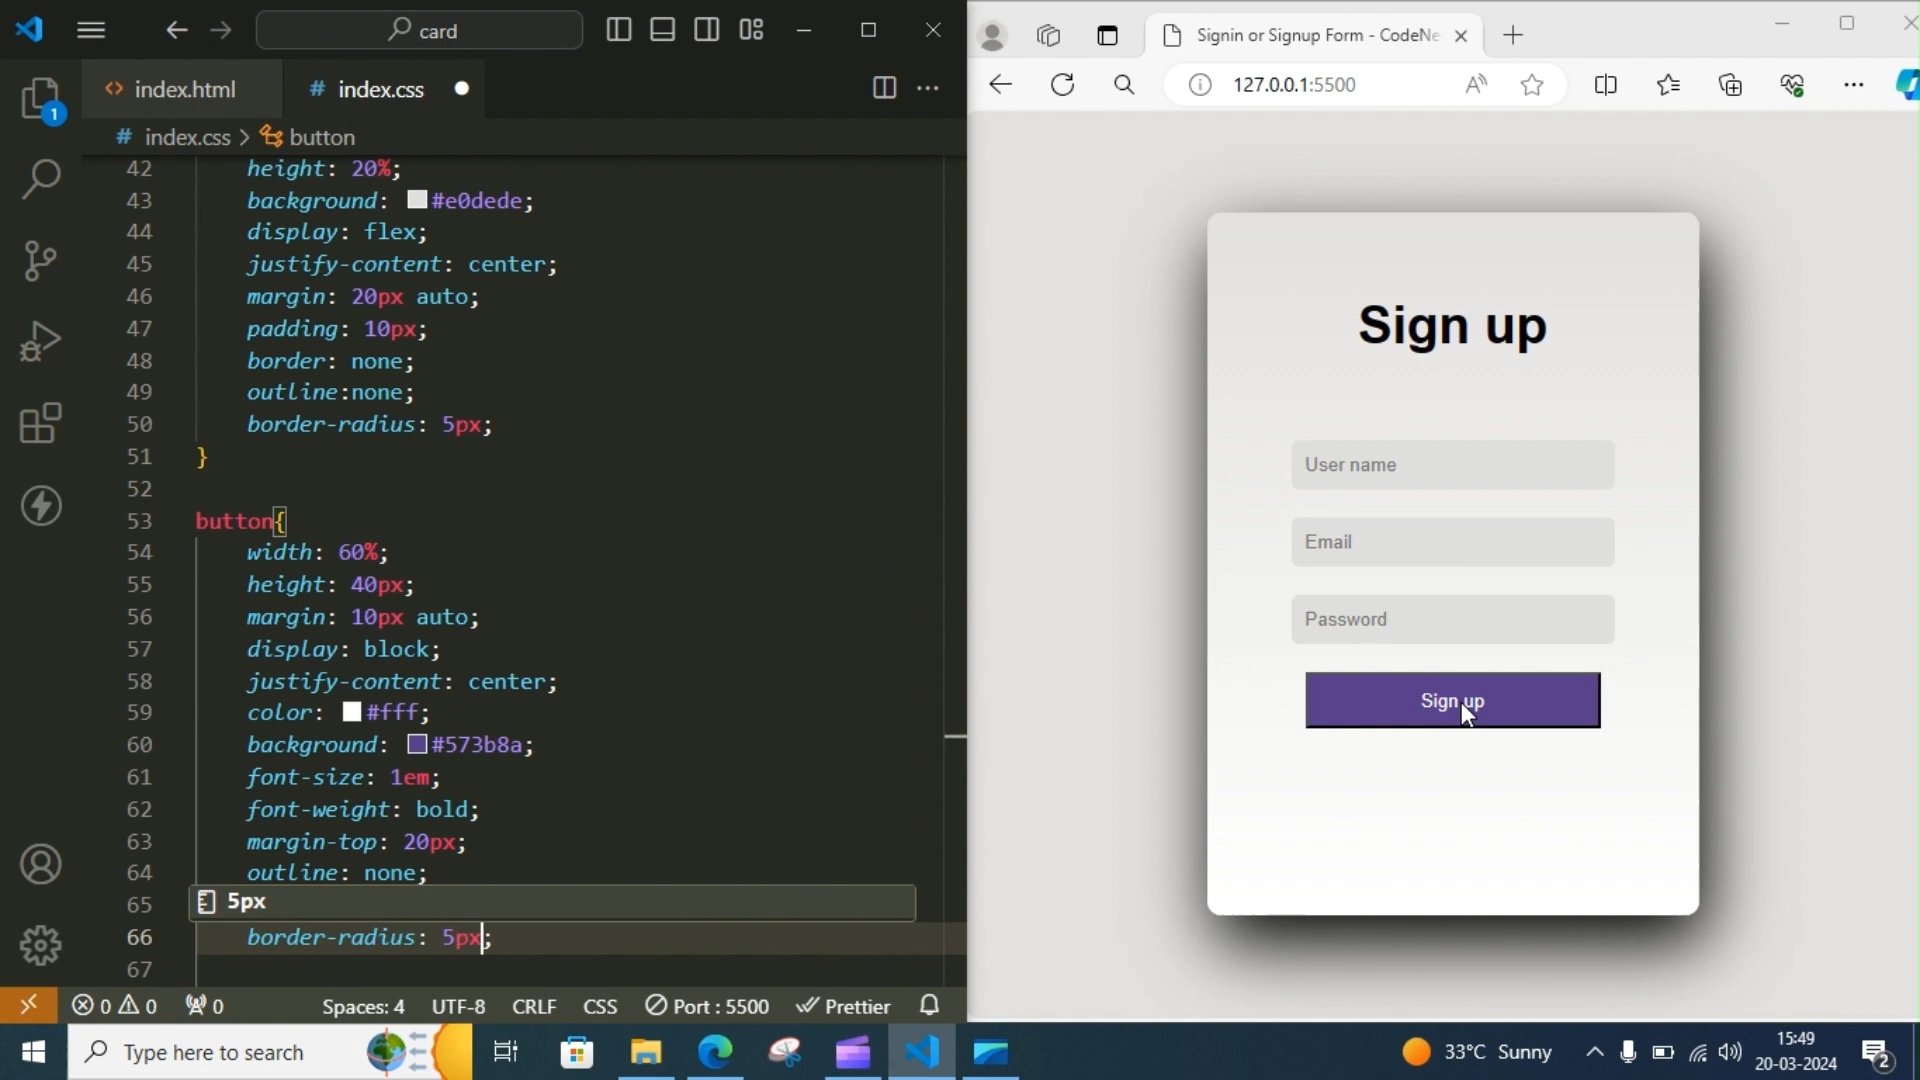 card
index.html
# index.css
# index.css > button
42 height: 20%;
43 background: #e0dede;
44 display: flex;
45 justify-content: center;
46 margin: 20px auto;
47 padding: 10px;
48 border: none;
49 outline:none;
50 border-radius: 5px;
51 }
52
53 button{
54 width: 60%;
55 height: 40px;
56 margin: 10px auto;
57 display: block;
58 justify-content: center;
59 color: #fff;
60 background: #573b8a;
61 font-size: 1em;
62 font-weight: bold;
63 margin-top: 20px;
64 outline: none;
65
5px
66 border-radius: 5px;
67
1
0 0 0 Spaces: 4 UTF-8 CRLF CSS Port : 5500 Prettier
Signin or Signup Form - CodeNe
127.0.0.1:5500
Sign up
User name
Email
Password
Sign up
Type here to search
33°C Sunny
15:49
20-03-2024
2